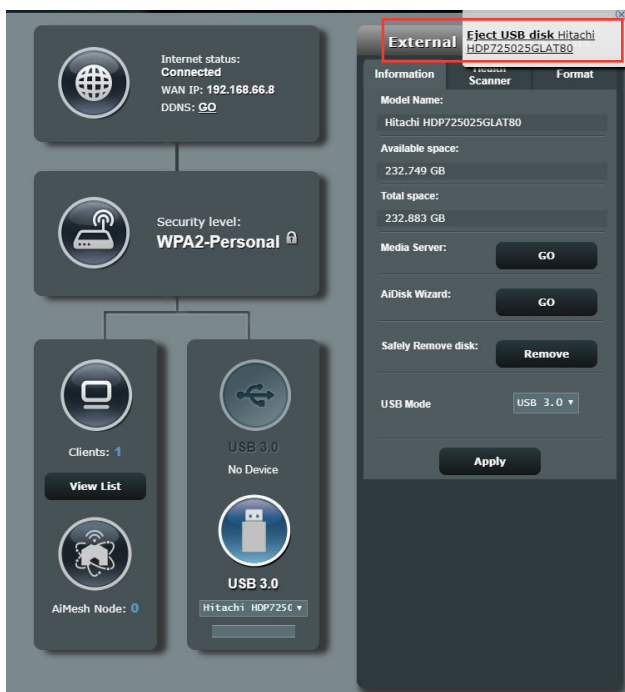 Internet status:
Connected
WAN IP: 192.168.66.8
DDNS: GO
Security level:
WPA2-Personal
Clients: 1
View List
AiMesh Node: 0
USB 3.0
No Device
USB 3.0
Hitachi HDP7250
External
Eject USB disk Hitachi
HDP725025GLAT80
Information
Health
Scanner
Format
Model Name:
Hitachi HDP725025GLAT80
Available space:
232.749 GB
Total space:
232.883 GB
Media Server:
GO
AiDisk Wizard:
GO
Safely Remove disk:
Remove
USB Mode
USB 3.0
Apply